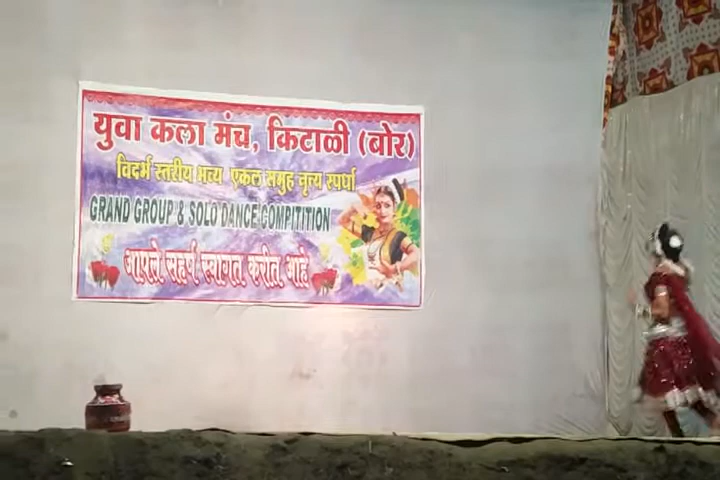 युवा कला मंच, किटाळी (बोर)
विदर्भ स्तरीय भव्य एकल समुह नृत्य स्पर्धा
GRAND GROUP & SOLO DANCE COMPITITION
आपले सहर्ष स्वागत करीत आहे